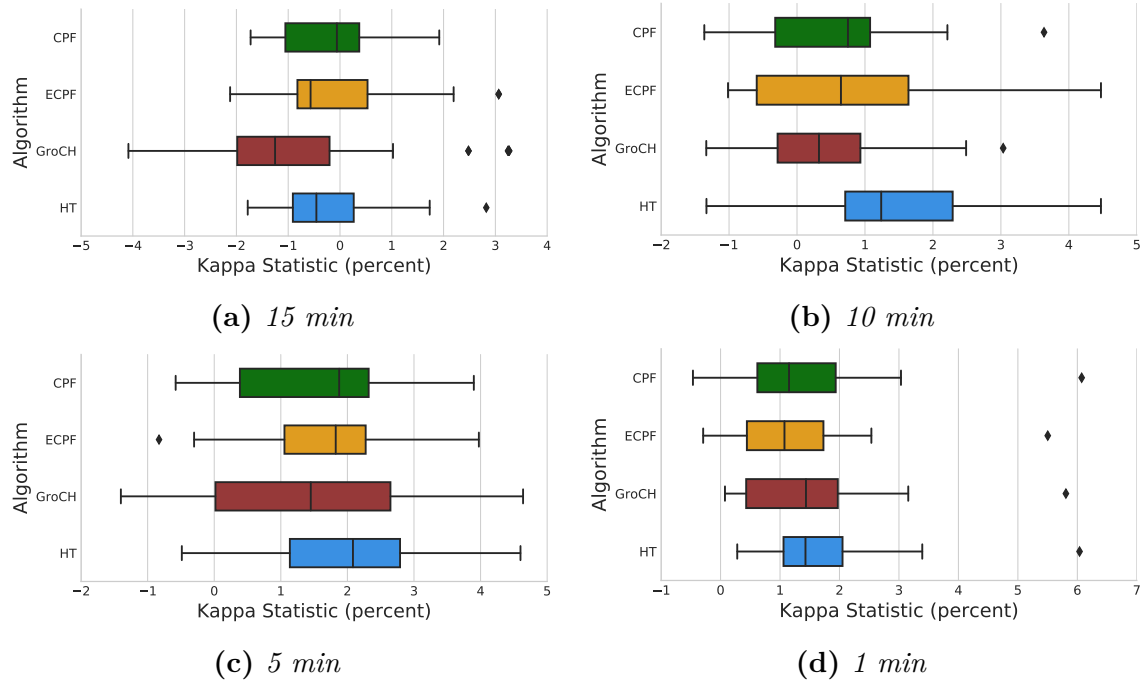 Algorithm
CPF
ECPF
GroCH
HT
−5 −4 −3 −2 −1 0 1 2 3 4
Kappa Statistic (percent)
(a) 15 min
Algorithm
CPF
ECPF
GroCH
HT
−2 −1 0 1 2 3 4 5
Kappa Statistic (percent)
(b) 10 min
Algorithm
CPF
ECPF
GroCH
HT
−2 −1 0 1 2 3 4 5
Kappa Statistic (percent)
(c) 5 min
Algorithm
CPF
ECPF
GroCH
HT
−1 0 1 2 3 4 5 6 7
Kappa Statistic (percent)
(d) 1 min